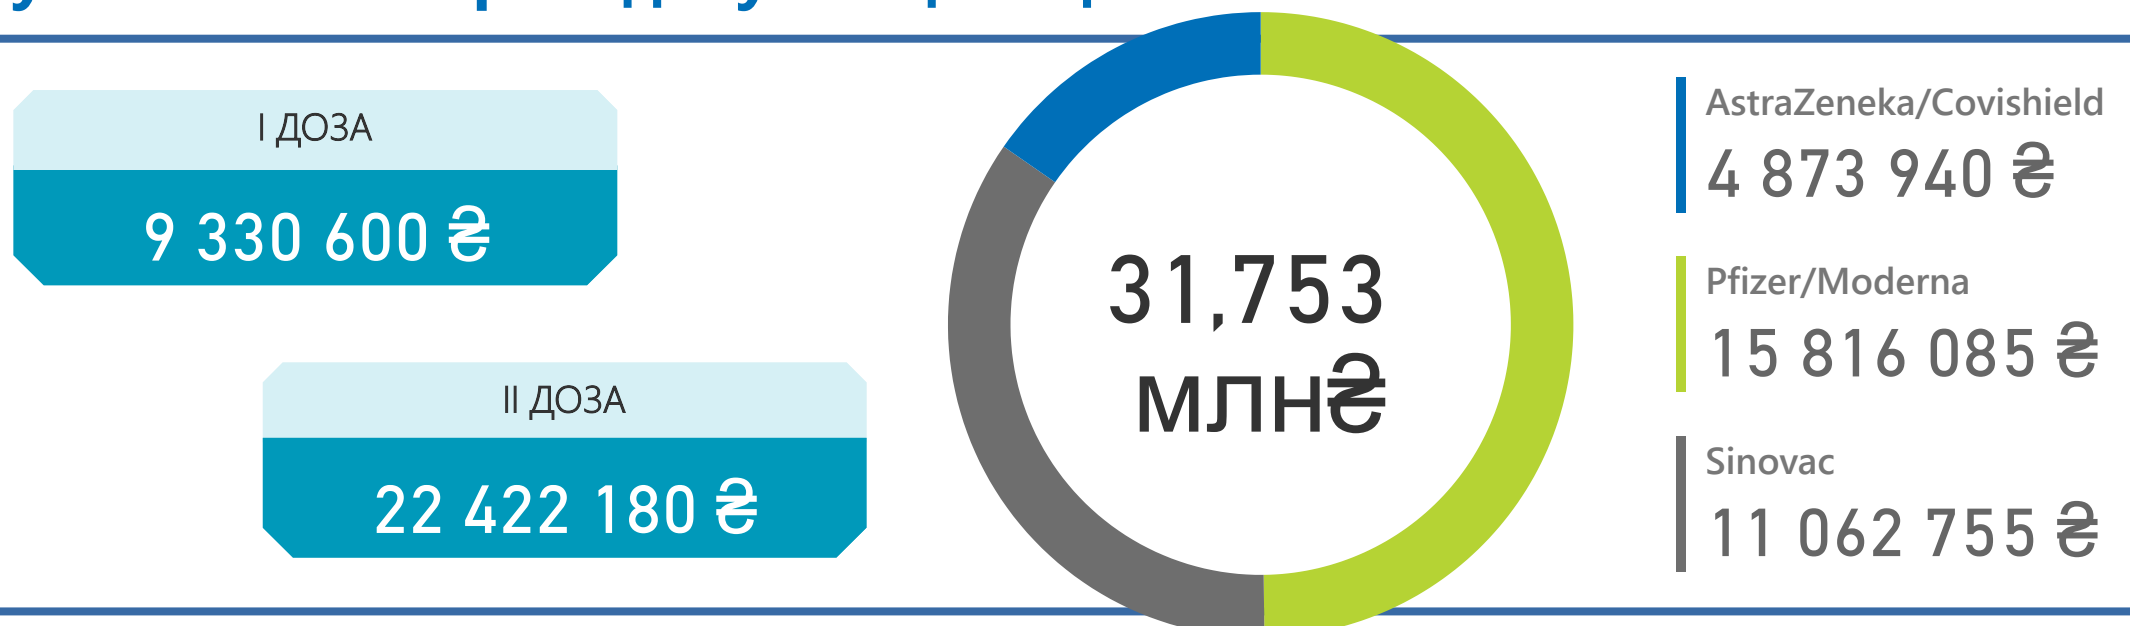 I ДОЗА
9 330 600 ₴
II ДОЗА
22 422 180 ₴
31,753
млн₴
AstraZeneka/Covishield
4 873 940 ₴
Pfizer/Moderna
15 816 085 ₴
Sinovac
11 062 755 ₴